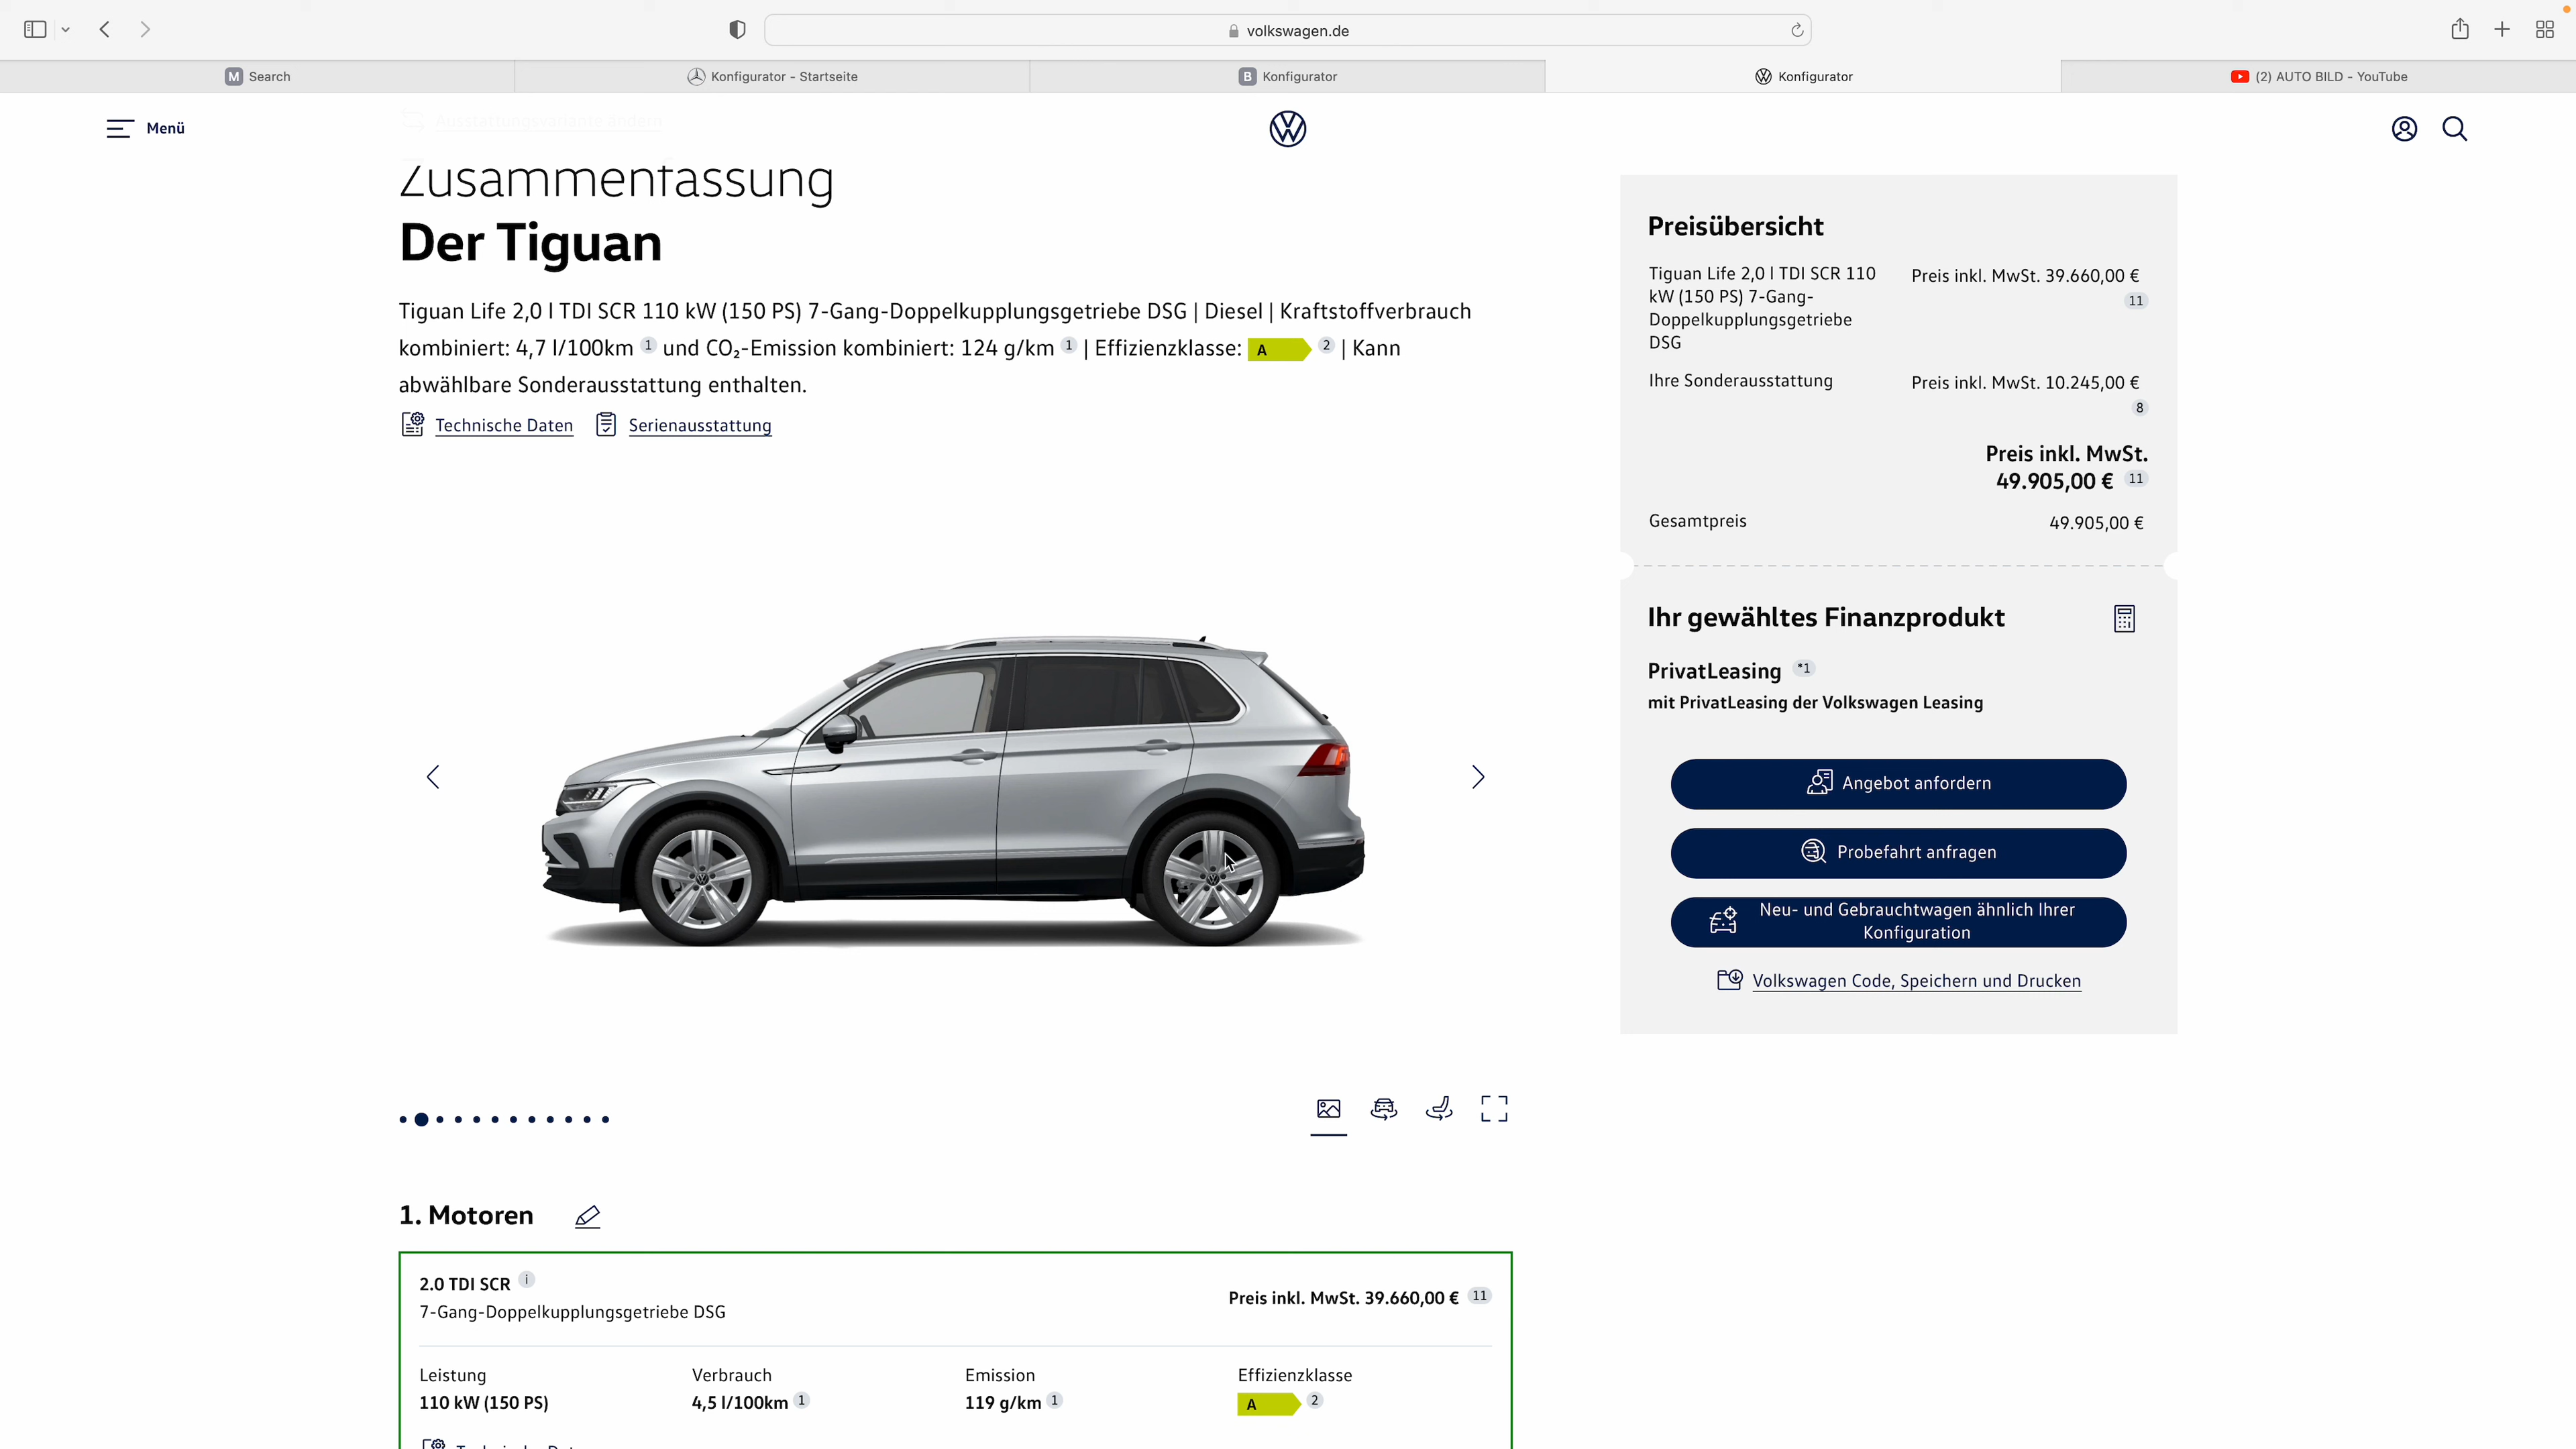 volkswagen.de
M Search
Konfigurator - Startseite
B Konfigurator
Konfigurator
(2) AUTO BILD - YouTube
Menü
Ausstattungsvariante ändern
Zusammenfassung
Der Tiguan
Tiguan Life 2,0 l TDI SCR 110 kW (150 PS) 7-Gang-Doppelkupplungsgetriebe DSG | Diesel | Kraftstoffverbrauch
kombiniert: 4,7 l/100km 1 und CO₂-Emission kombiniert: 124 g/km 1 | Effizienzklasse: A 2 | Kann
abwählbare Sonderausstattung enthalten.
Technische Daten Serienausstattung
Preisübersicht
Tiguan Life 2,0 l TDI SCR 110
kW (150 PS) 7-Gang-
Doppelkupplungsgetriebe
DSG
Preis inkl. MwSt. 39.660,00 €
11
Ihre Sonderausstattung
Preis inkl. MwSt. 10.245,00 €
8
Preis inkl. MwSt.
49.905,00 € 11
Gesamtpreis 49.905,00 €
Ihr gewähltes Finanzprodukt
PrivatLeasing *1
mit PrivatLeasing der Volkswagen Leasing
Angebot anfordern
Probefahrt anfragen
Neu- und Gebrauchtwagen ähnlich Ihrer
Konfiguration
Volkswagen Code, Speichern und Drucken
1. Motoren
2.0 TDI SCR i
7-Gang-Doppelkupplungsgetriebe DSG
Preis inkl. MwSt. 39.660,00 € 11
Leistung Verbrauch Emission Effizienzklasse
110 kW (150 PS) 4,5 l/100km 1 119 g/km 1 A 2